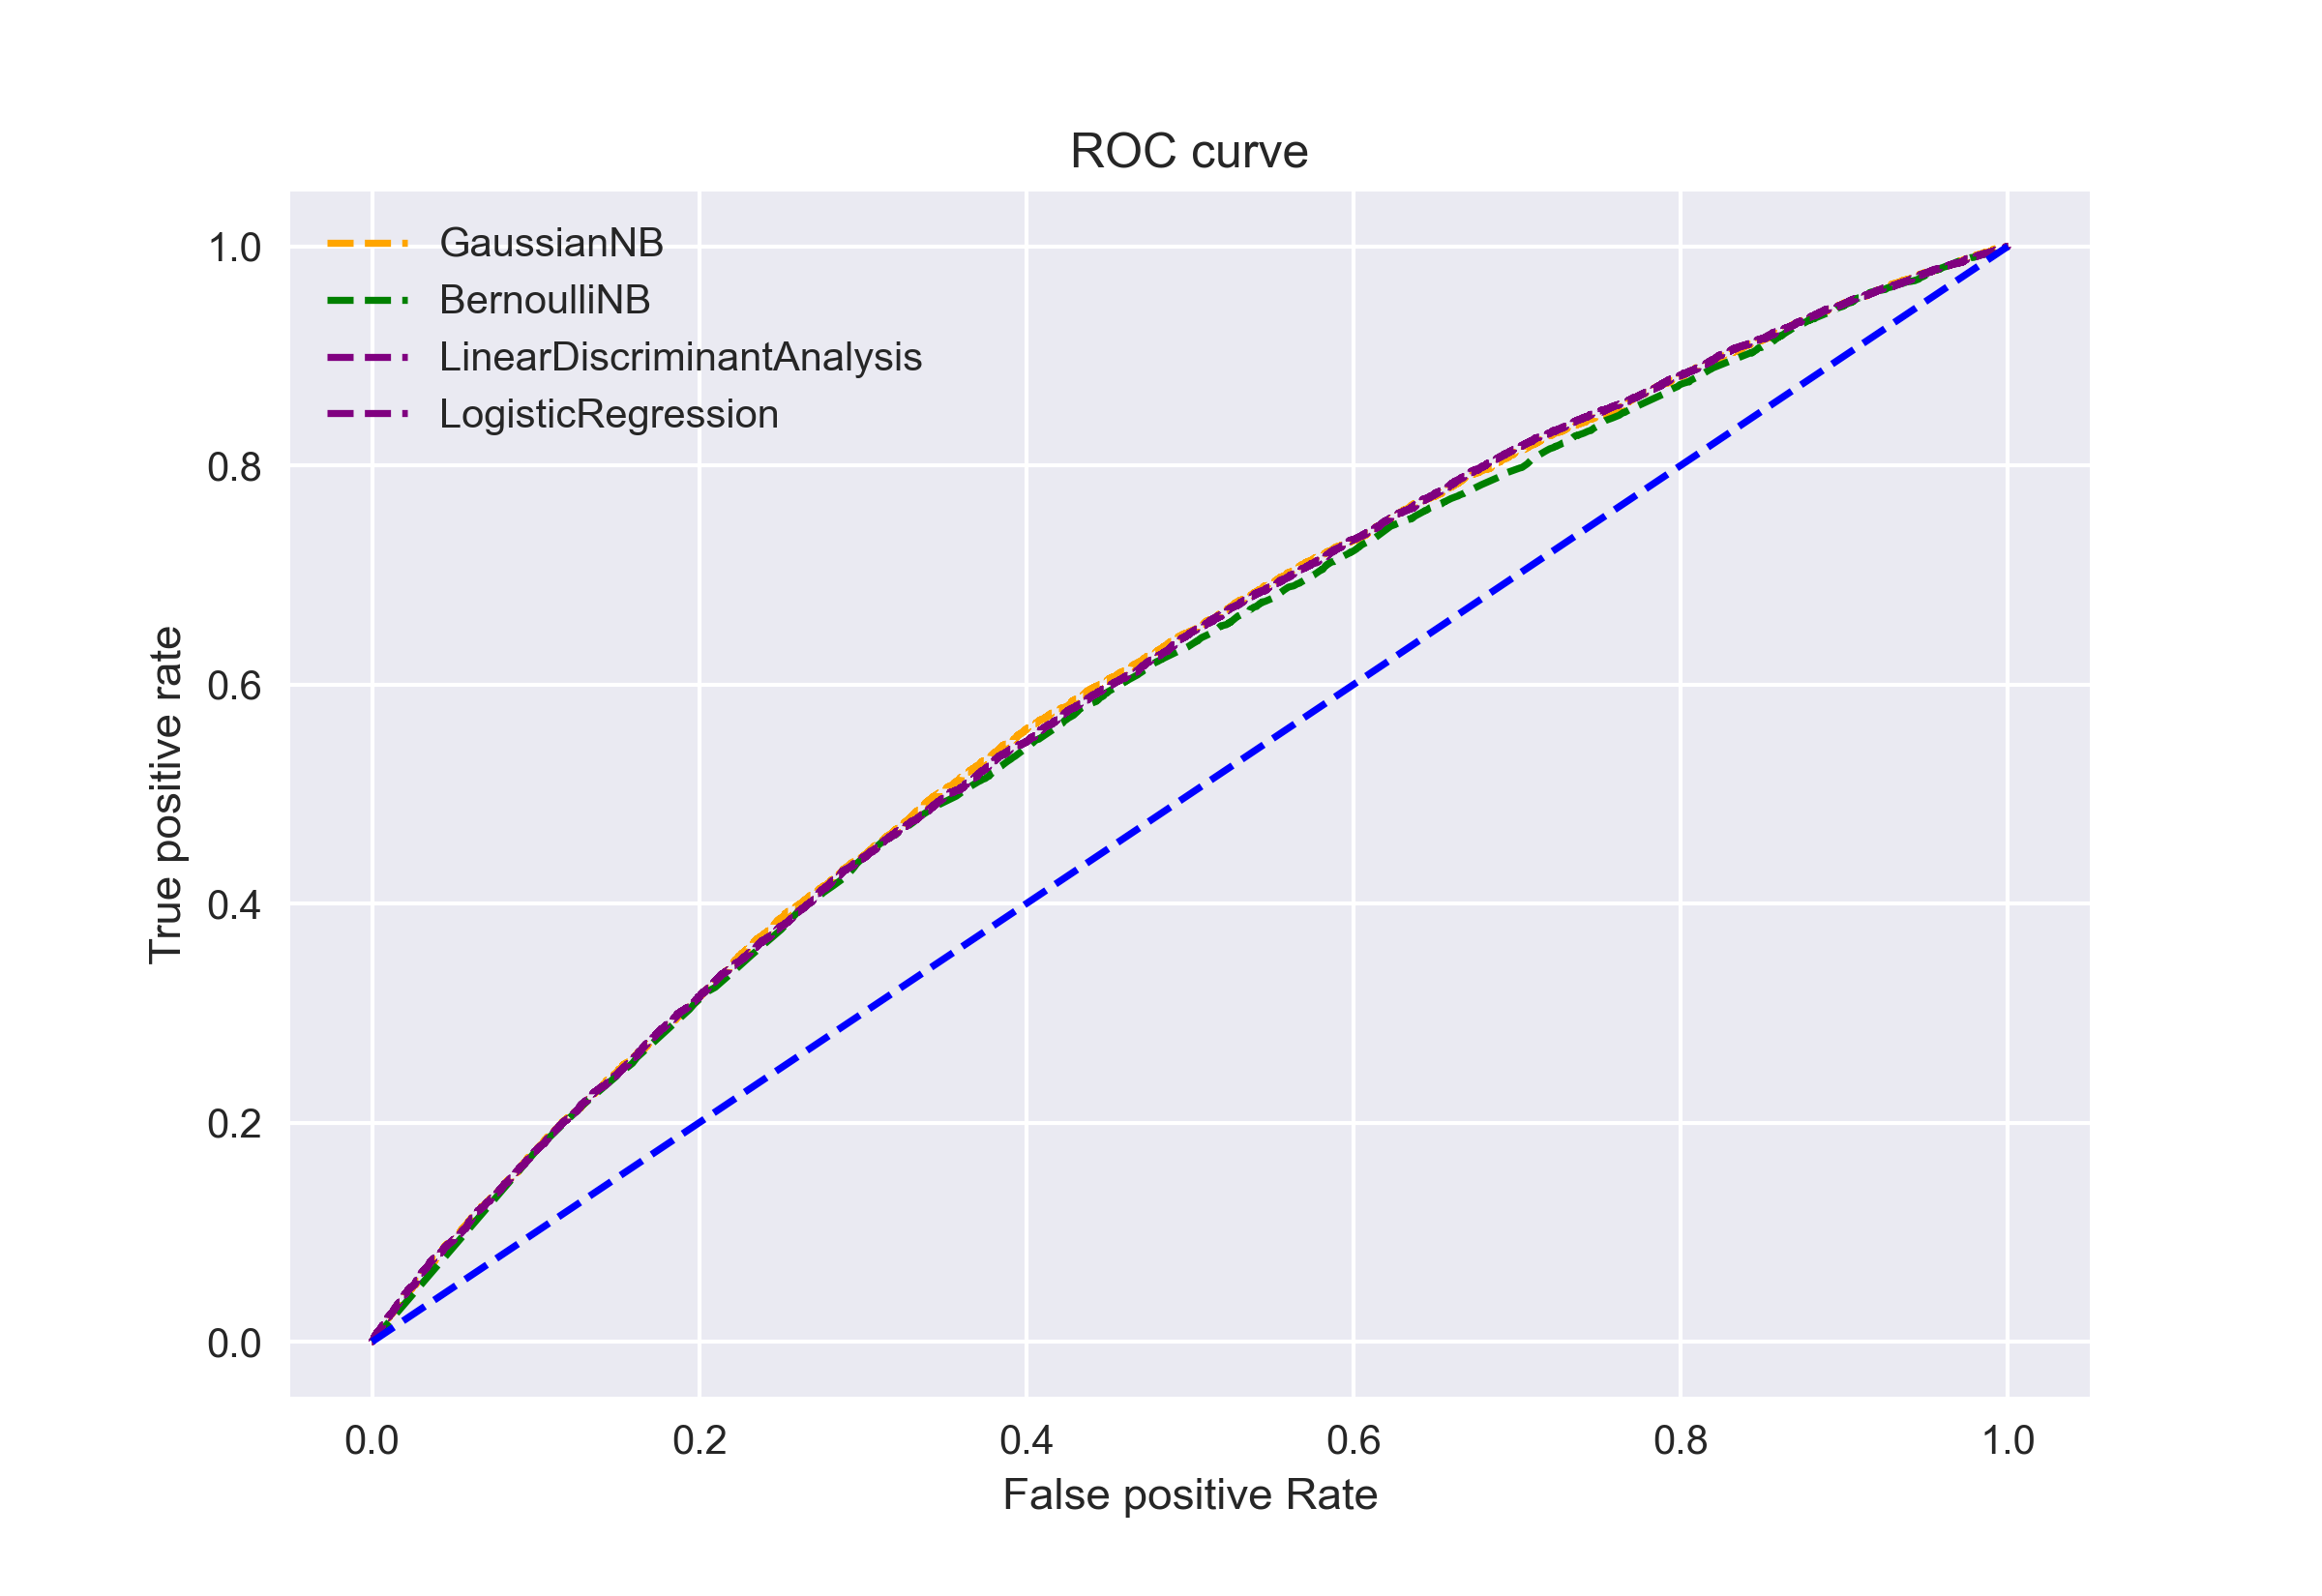 ROC curve
GaussianNB
BernoulliNB
LinearDiscriminantAnalysis
LogisticRegression
True positive rate
1.0
0.8
0.6
0.4
0.2
0.0
0.0 0.2 0.4 0.6 0.8 1.0
False positive Rate